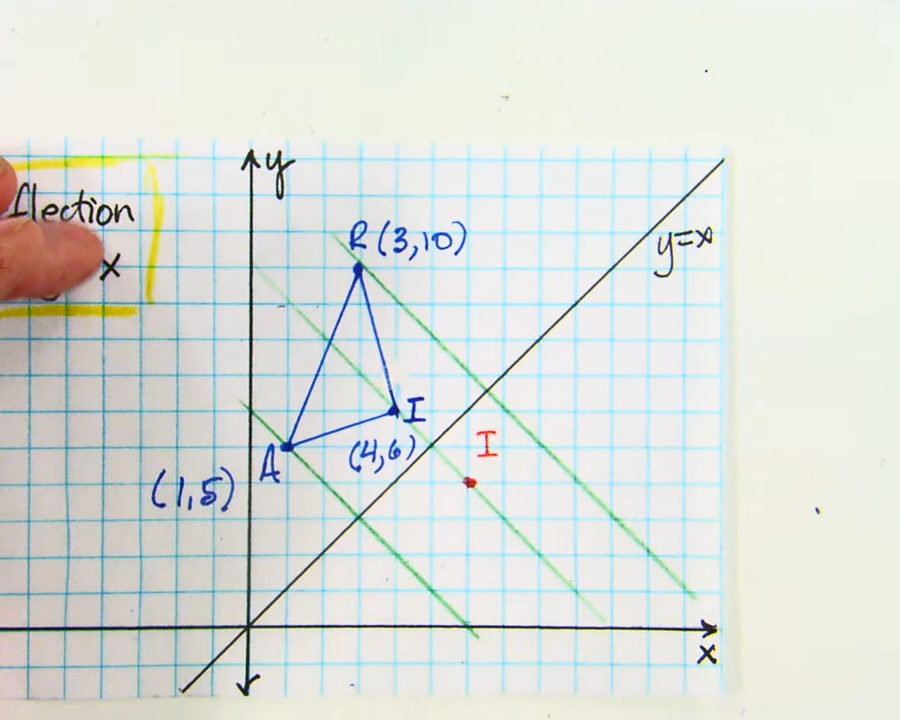 flection
x
y
R (3,10)
y=x
I
(4,6)
I
A
(1,5)
x